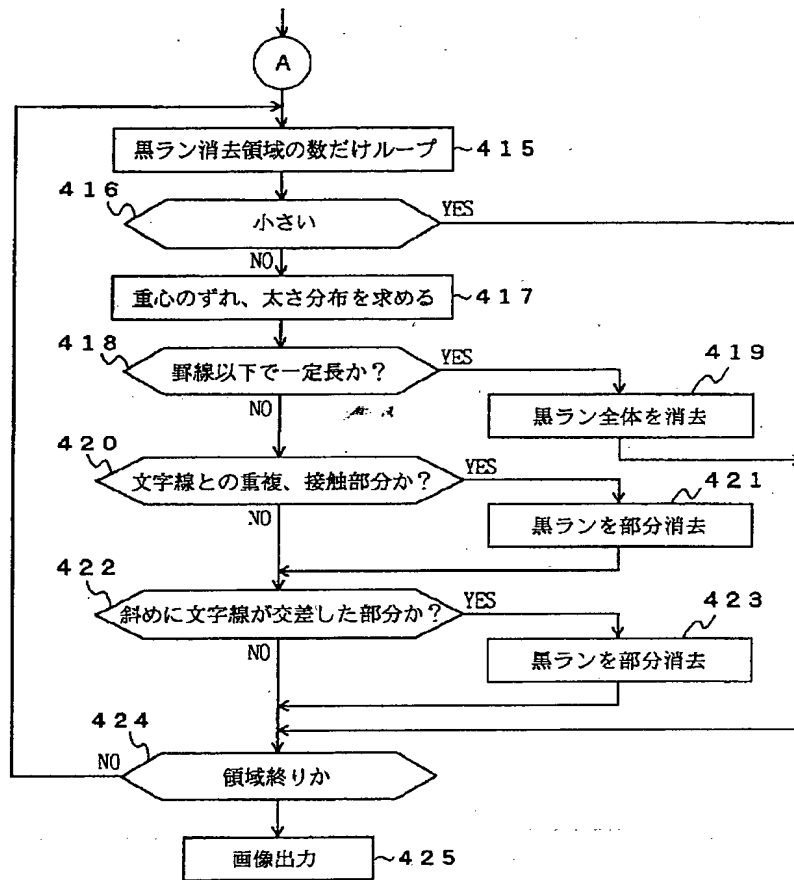 A
黒ラン消去領域の数だけループ
415
416
小さい
YES
NO
重心のずれ、太さ分布を求める
417
418
罫線以下で一定長か?
YES
NO
419
黒ラン全体を消去
420
文字線との重複、接触部分か?
YES
NO
421
黒ランを部分消去
422
斜めに文字線が交差した部分か?
YES
NO
423
黒ランを部分消去
424
NO
領域終りか
画像出力
425